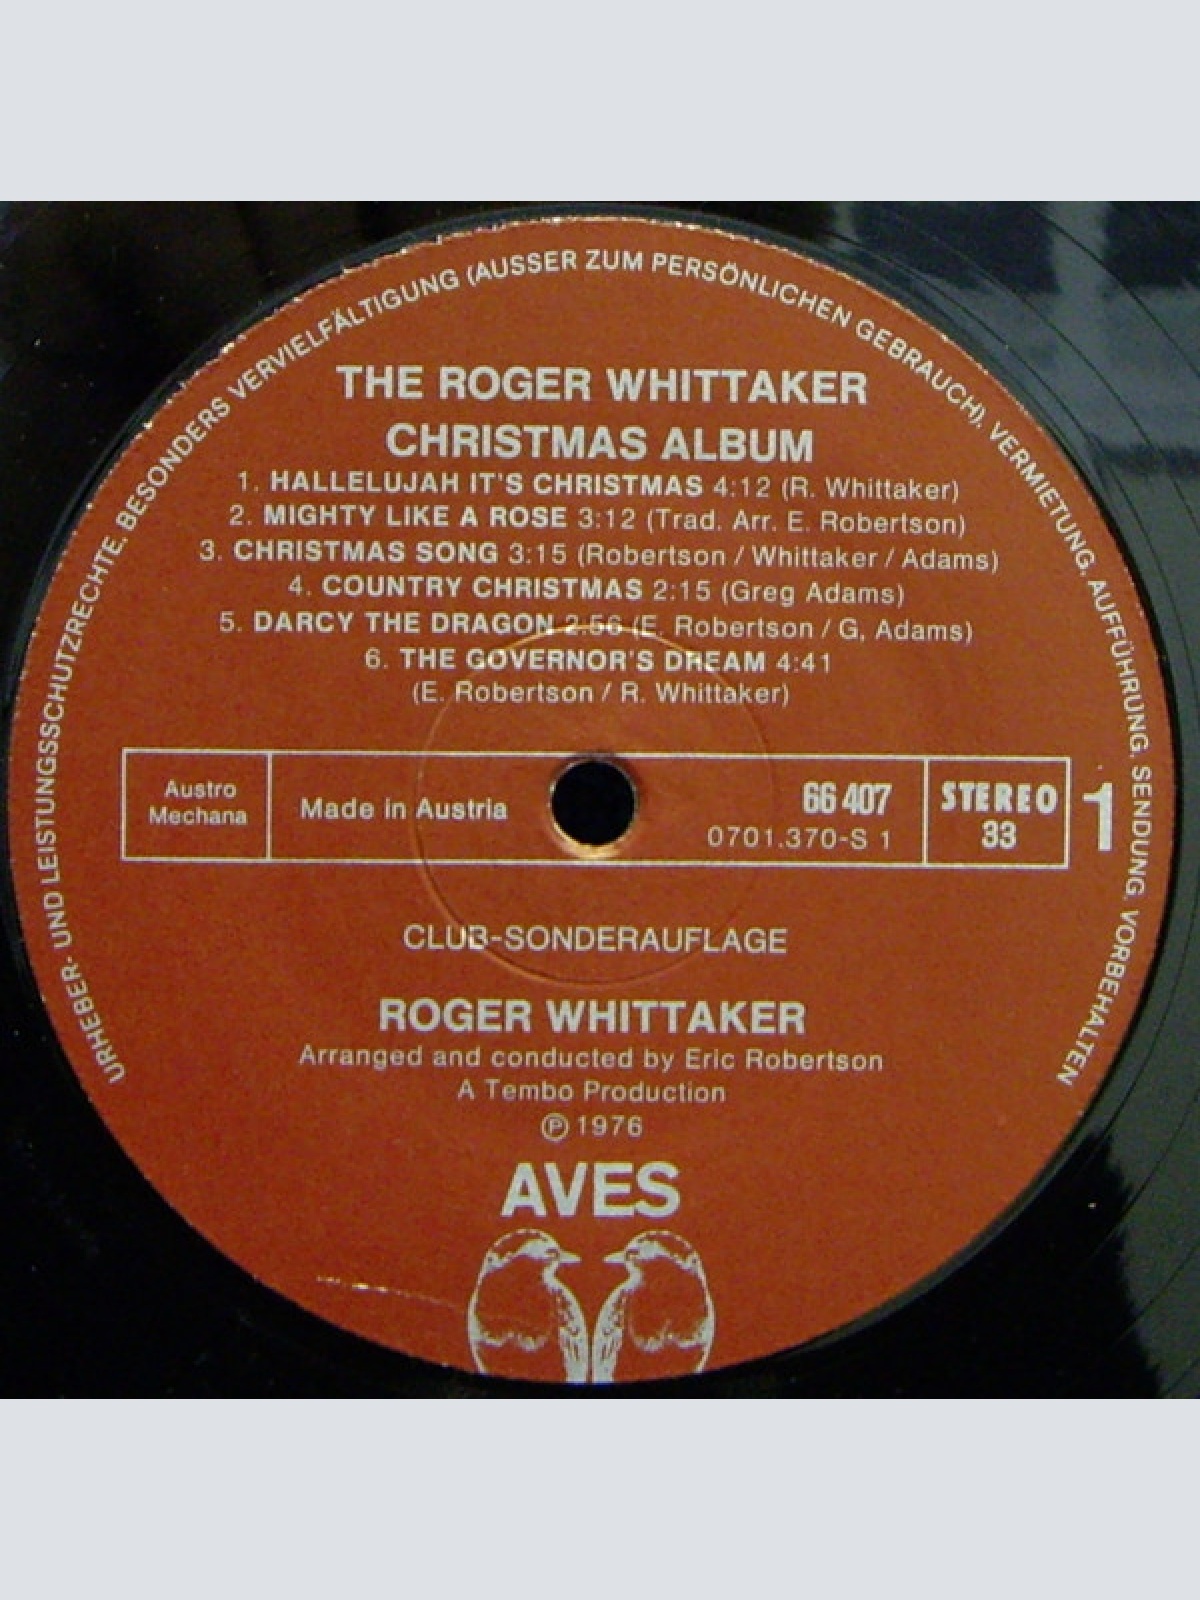 URHEBER- UND LEISTUNGSSCHUTZRECHTE. BESONDERS VERVIELFÄLTIGUNG (AUSSER ZUM PERSÖNLICHEN GEBRAUCH), VERMIETUNG, AUFFÜHRUNG, SENDUNG, VORBEHALTEN
THE ROGER WHITTAKER
CHRISTMAS ALBUM
1. HALLELUJAH IT'S CHRISTMAS 4:12 (R. Whittaker)
2. MIGHTY LIKE A ROSE 3:12 (Trad. Arr. E. Robertson)
3. CHRISTMAS SONG 3:15 (Robertson / Whittaker / Adams)
4. COUNTRY CHRISTMAS 2:15 (Greg Adams)
5. DARCY THE DRAGON 2:56 (E. Robertson / G, Adams)
6. THE GOVERNOR'S DREAM 4:41
(E. Robertson / R. Whittaker)
Austro
Mechana
Made in Austria
66 407
0701.370-S 1
STEREO
33
1
CLUB-SONDERAUFLAGE
ROGER WHITTAKER
Arranged and conducted by Eric Robertson
A Tembo Production
Ⓟ 1976
AVES